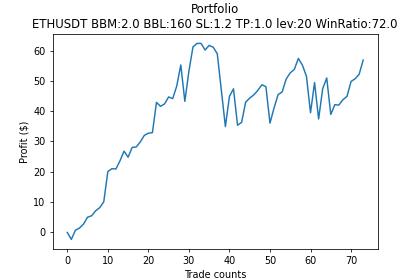 Portfolio
ETHUSDT BBM:2.0 BBL:160 SL:1.2 TP:1.0 lev:20 WinRatio:72.0
60
50
40
30
20
10
0
Profit ($)
0 10 20 30 40 50 60 70
Trade counts